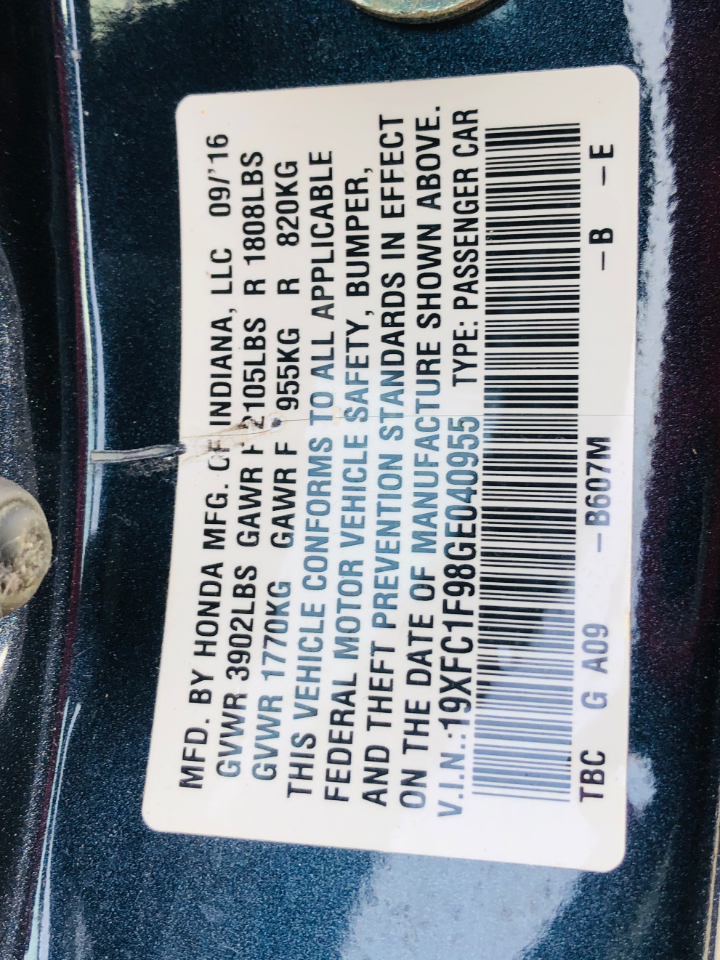 MFD. BY HONDA MFG. OF INDIANA, LLC 09/'16
GVWR 3902LBS GAWR F 2105LBS R 1808LBS
GVWR 1770KG GAWR F 955KG R 820KG
THIS VEHICLE CONFORMS TO ALL APPLICABLE
FEDERAL MOTOR VEHICLE SAFETY, BUMPER,
AND THEFT PREVENTION STANDARDS IN EFFECT
ON THE DATE OF MANUFACTURE SHOWN ABOVE.
V.I.N.:19XFC1F98GE040955 TYPE: PASSENGER CAR
TBC G A09 –B607M –B –E